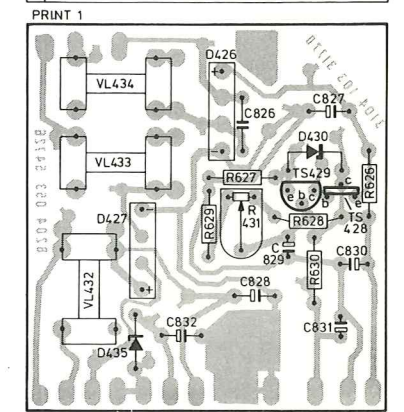 PRINT 1
D426
+
VL434
C826
C827
VL433
−
D430
TS429
R627
e b c
c
b
e
R626
D427
−
R629
R
431
R628
TS
428
C
829
R630
C830
VL432
+
C828
C832
C831
D435